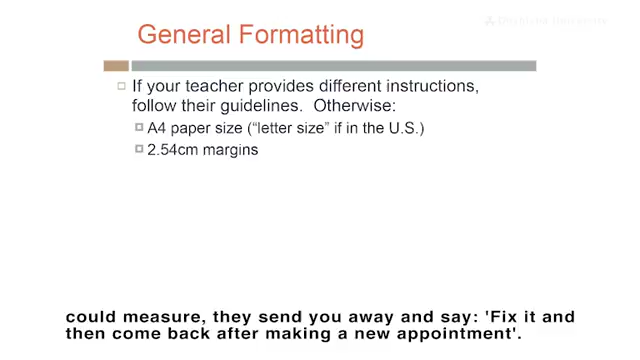 General Formatting
If your teacher provides different instructions,
follow their guidelines. Otherwise:
A4 paper size ("letter size" if in the U.S.)
2.54cm margins
could measure, they send you away and say: 'Fix it and
then come back after making a new appointment'.